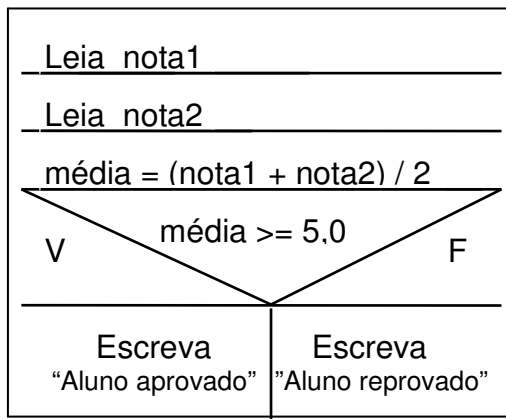 Leia nota1
Leia nota2
média = (nota1 + nota2) / 2
média >= 5,0
V
F
Escreva
“Aluno aprovado”
Escreva
”Aluno reprovado”